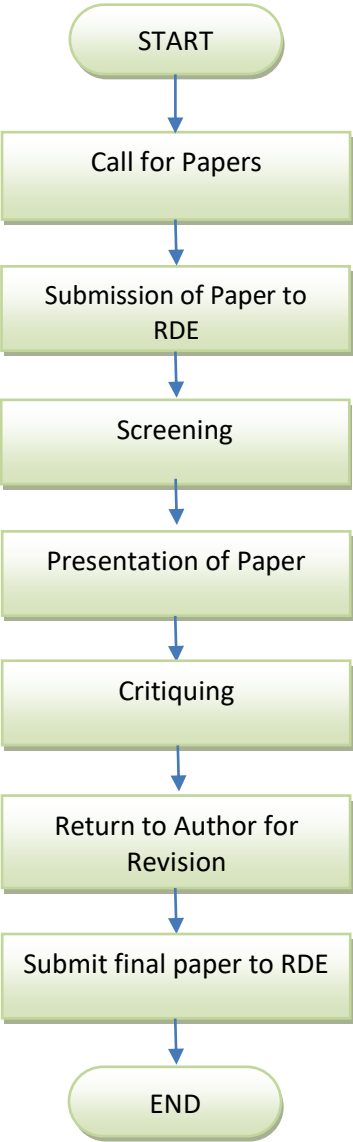 START
Call for Papers
Submission of Paper to
RDE
Screening
Presentation of Paper
Critiquing
Return to Author for
Revision
Submit final paper to RDE
END